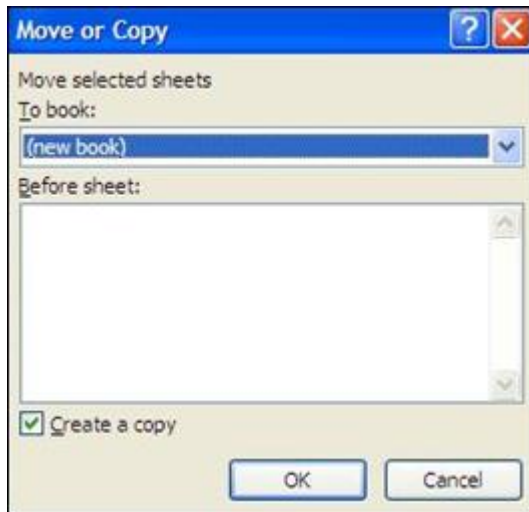 Move or Copy
Move selected sheets
To book:
(new book)
Before sheet:
Create a copy
OK Cancel